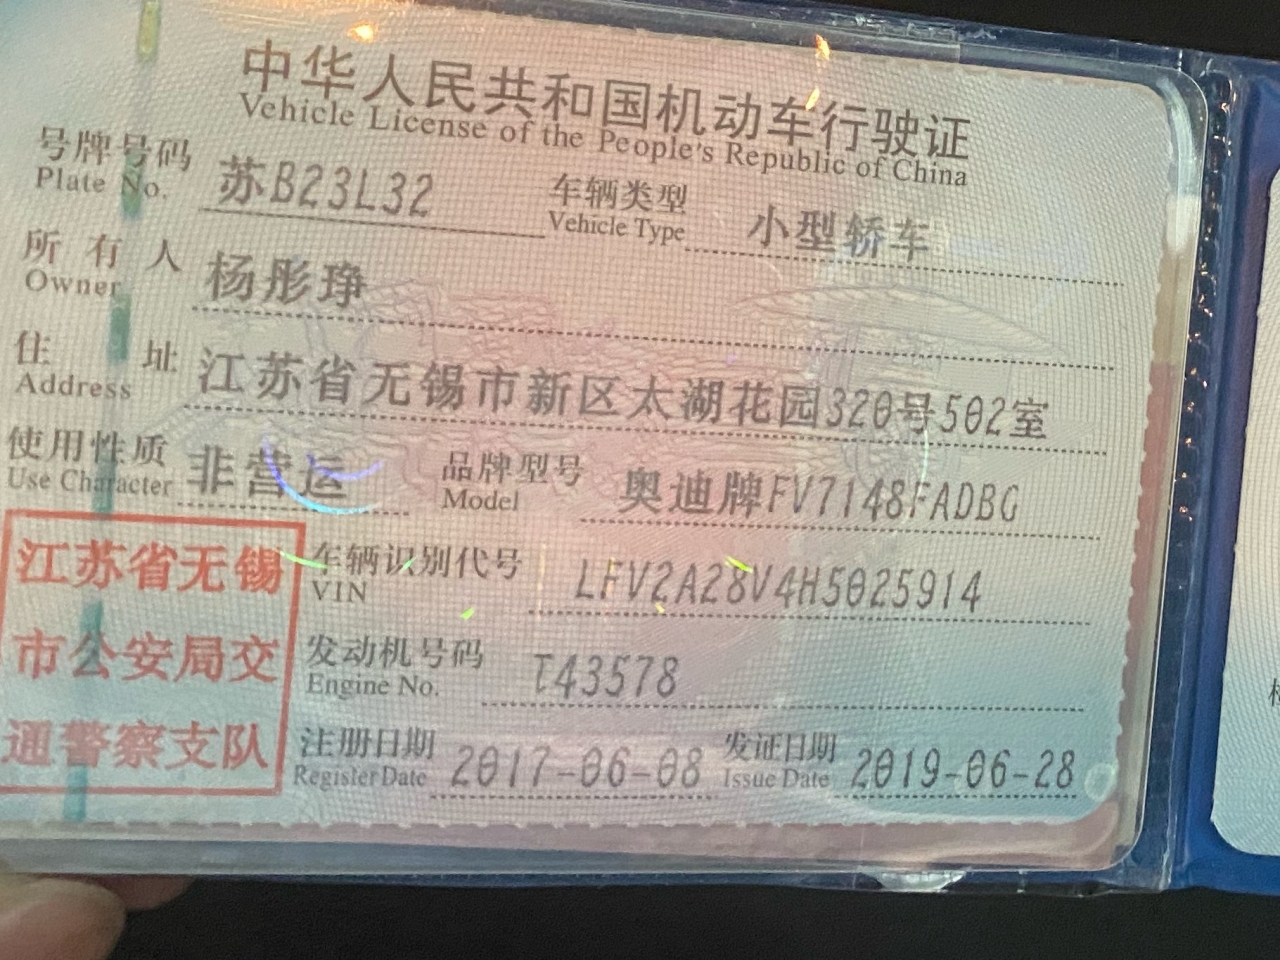 中华人民共和国机动车行驶证
Vehicle License of the People's Republic of China
号牌号码 苏B23L32 车辆类型 小型轿车
Plate No. Vehicle Type
所有人 杨彤琤
Owner
住址 江苏省无锡市新区太湖花园320号502室
Address
使用性质 非营运 品牌型号 奥迪牌FV7148FADBG
Use Character Model
江苏省无锡
市公安局交
通警察支队
车辆识别代号 LFV2A28V4H5025914
VIN
发动机号码 T43578
Engine No.
注册日期 2017-06-08 发证日期 2019-06-28
Register Date Issue Date